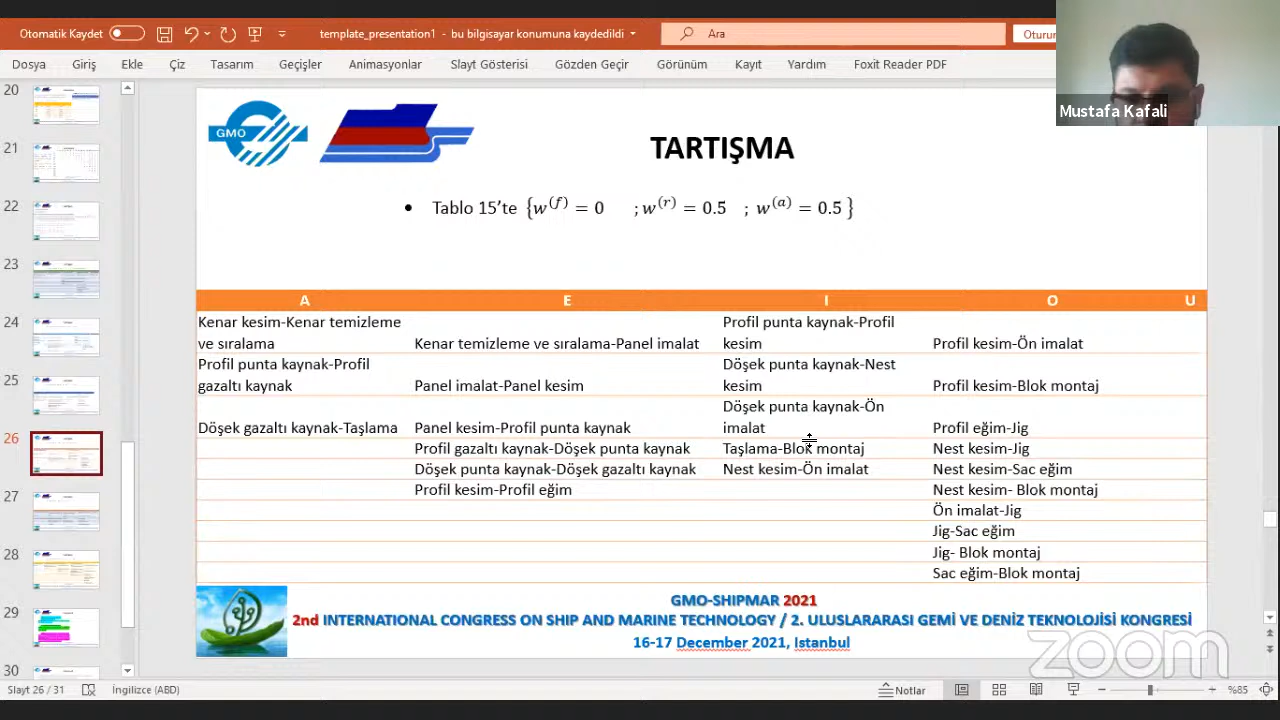 Otomatik Kaydet
template_presentation1 - bu bilgisayar konumuna kaydedildi
Ara
Oturum
Dosya Giriş Ekle Çiz Tasarım Geçişler Animasyonlar Slayt Gösterisi Gözden Geçir Görünüm Kayıt Yardım Foxit Reader PDF
Mustafa Kafali
20
21
22
23
24
25
26
27
28
29
30
GMO
TARTIŞMA
• Tablo 15'te {w^(f) = 0 ; w^(r) = 0.5 ; w^(a) = 0.5 }
A E I O U
Kenar kesim-Kenar temizleme ve sıralama
Kenar temizleme ve sıralama-Panel imalat
Profil punta kaynak-Profil kesim
Profil kesim-Ön imalat
Profil punta kaynak-Profil gazaltı kaynak
Panel imalat-Panel kesim
Döşek punta kaynak-Nest kesim
Profil kesim-Blok montaj
Döşek gazaltı kaynak-Taşlama
Panel kesim-Profil punta kaynak
Döşek punta kaynak-Ön imalat
Profil eğim-Jig
Profil gazaltı kaynak-Döşek punta kaynak
Taşlama-Blok montaj
Nest kesim-Jig
Döşek punta kaynak-Döşek gazaltı kaynak
Nest kesim-Ön imalat
Nest kesim-Sac eğim
Profil kesim-Profil eğim
Nest kesim- Blok montaj
Ön imalat-Jig
Jig-Sac eğim
Jig- Blok montaj
Sac eğim-Blok montaj
GMO-SHIPMAR 2021
2nd INTERNATIONAL CONGRESS ON SHIP AND MARINE TECHNOLOGY / 2. ULUSLARARASI GEMİ VE DENİZ TEKNOLOJİSİ KONGRESİ
16-17 December 2021, Istanbul
zoom
Slayt 26 / 31 İngilizce (ABD) Notlar %85